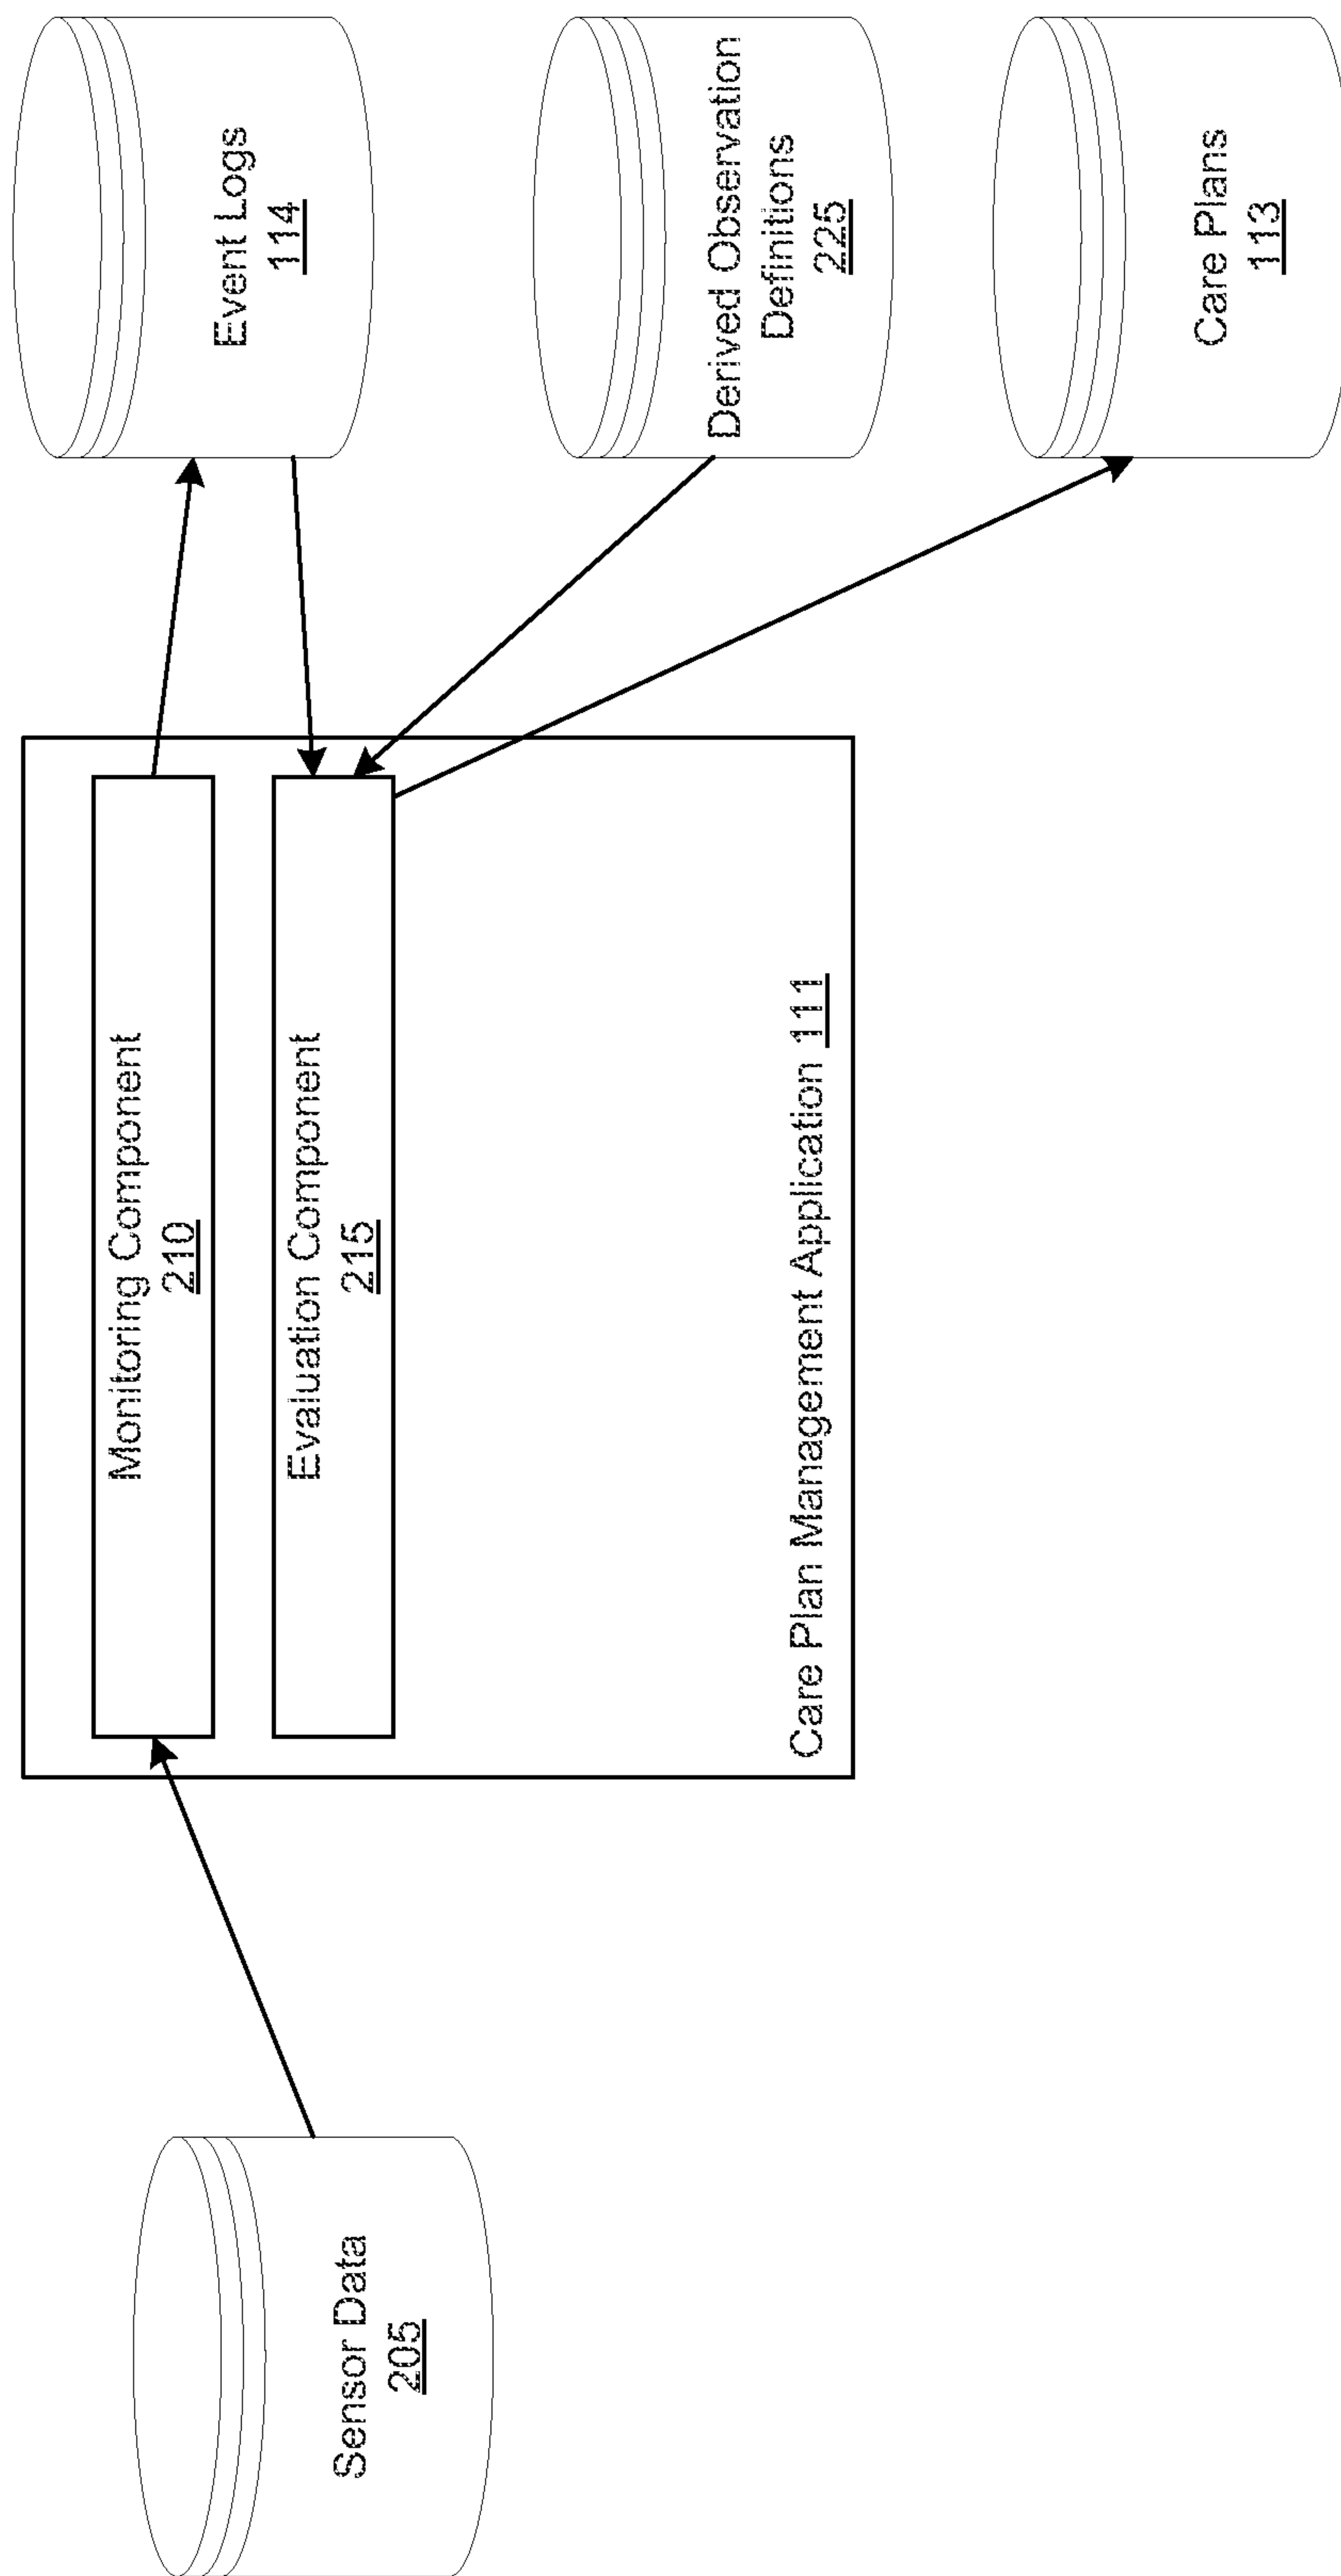 Sensor Data
205
Monitoring Component
210
Evaluation Component
215
Care Plan Management Application 111
Event Logs
114
Derived Observation
Definitions
225
Care Plans
113